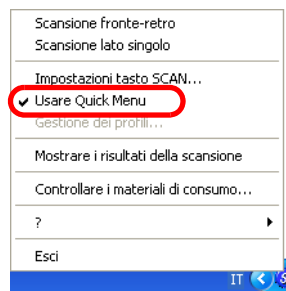 Scansione fronte-retro
Scansione lato singolo
Impostazioni tasto SCAN...
Usare Quick Menu
Gestione dei profili...
Mostrare i risultati della scansione
Controllare i materiali di consumo...
?
Esci
IT